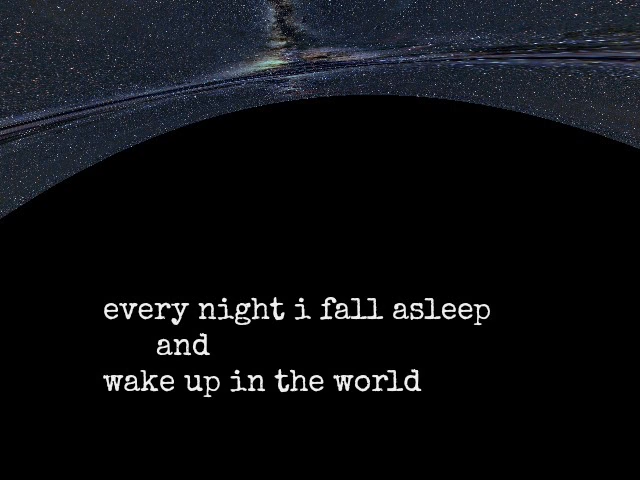 every night i fall asleep
and
wake up in the world